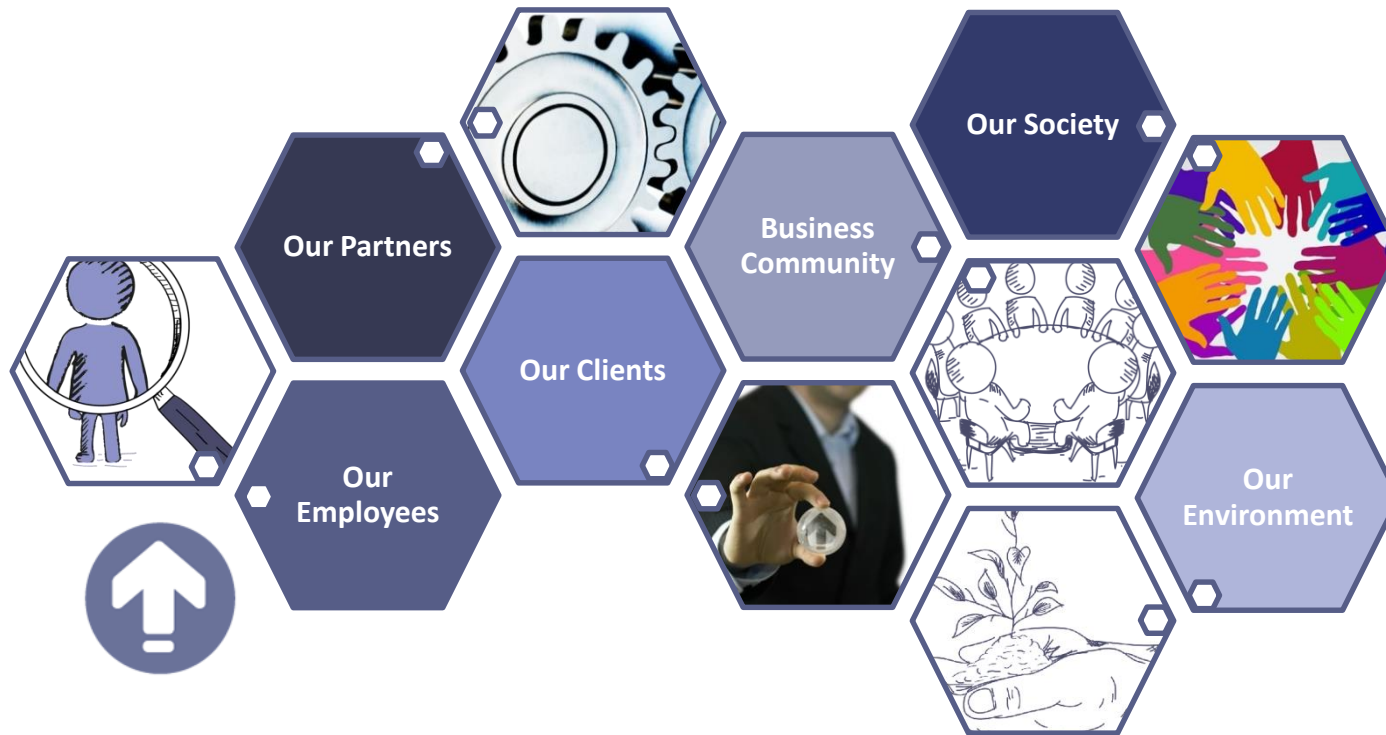 Our Society
Our Partners
Business
Community
Our Clients
Our
Employees
Our
Environment